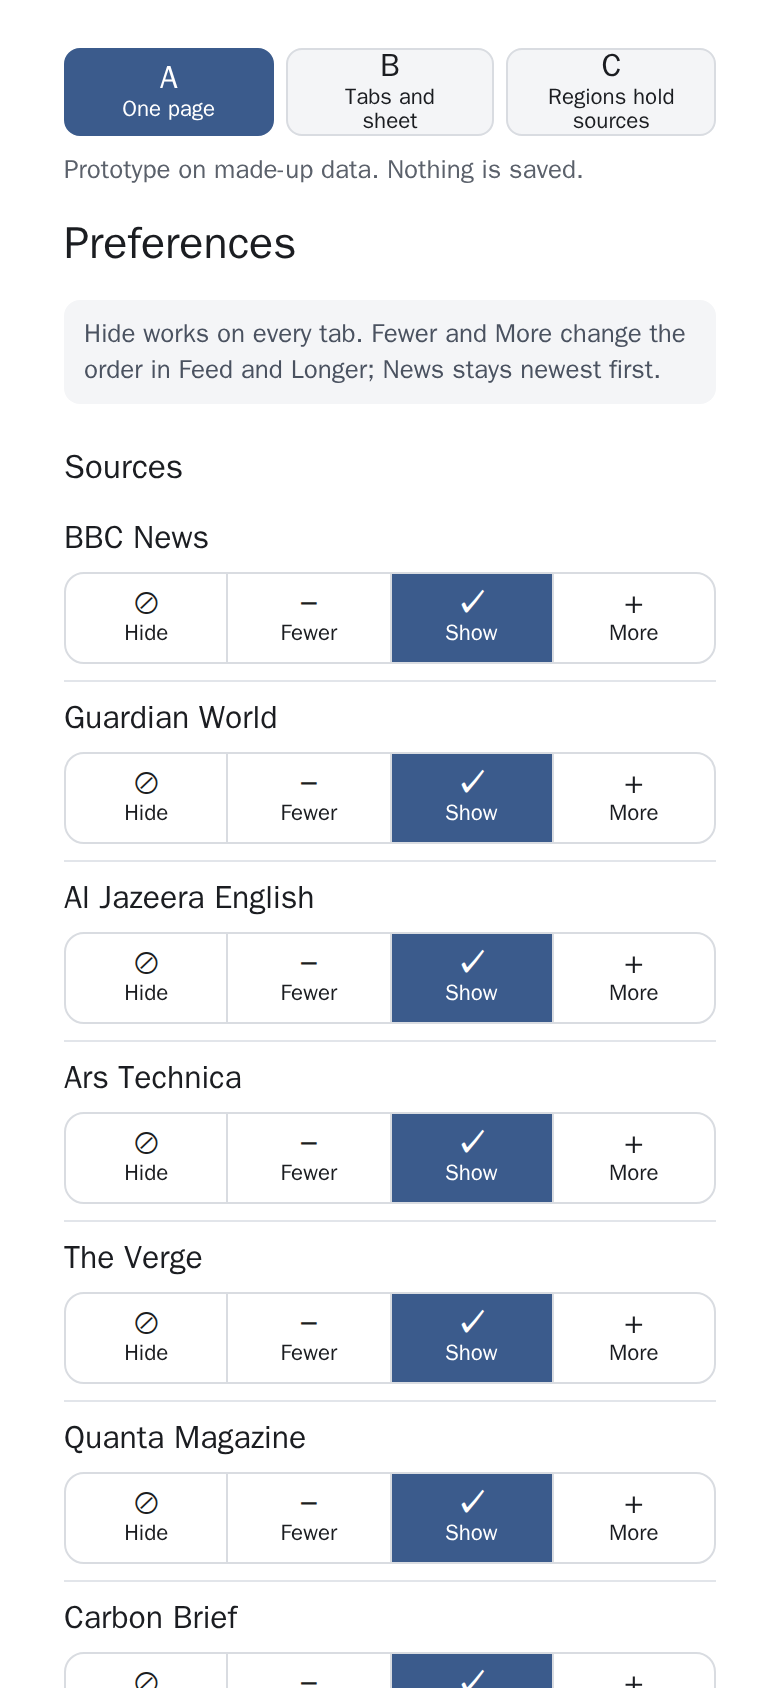 A
One page
B
Tabs and
sheet
C
Regions hold
sources
Prototype on made-up data. Nothing is saved.
Preferences
Hide works on every tab. Fewer and More change the
order in Feed and Longer; News stays newest first.
Sources
BBC News
⊘ − ✓ +
Hide Fewer Show More
Guardian World
⊘ − ✓ +
Hide Fewer Show More
Al Jazeera English
⊘ − ✓ +
Hide Fewer Show More
Ars Technica
⊘ − ✓ +
Hide Fewer Show More
The Verge
⊘ − ✓ +
Hide Fewer Show More
Quanta Magazine
⊘ − ✓ +
Hide Fewer Show More
Carbon Brief
⊘ − ✓ +